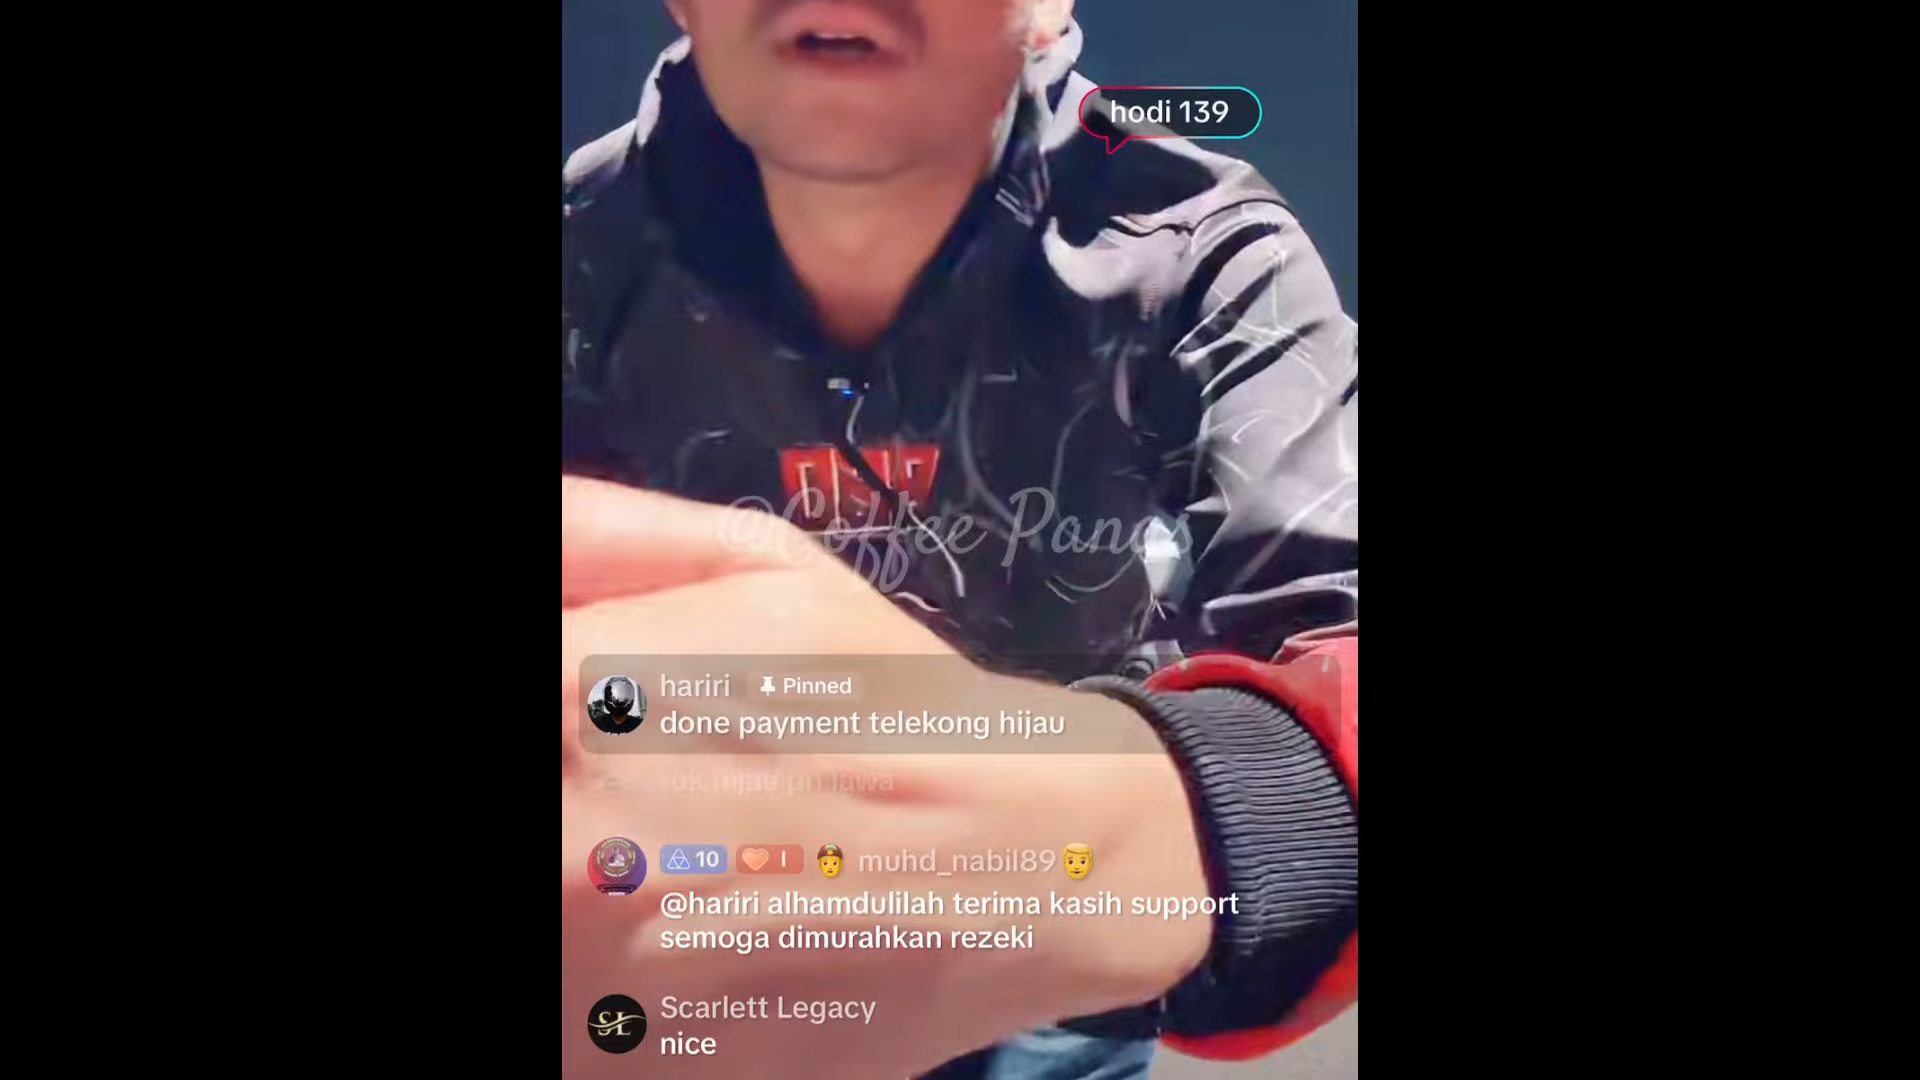 hodi 139
@Coffee Panas
hariri Pinned
done payment telekong hijau
muhd_nabil89
10 I
@hariri alhamdulilah terima kasih support
semoga dimurahkan rezeki
Scarlett Legacy
SL
nice